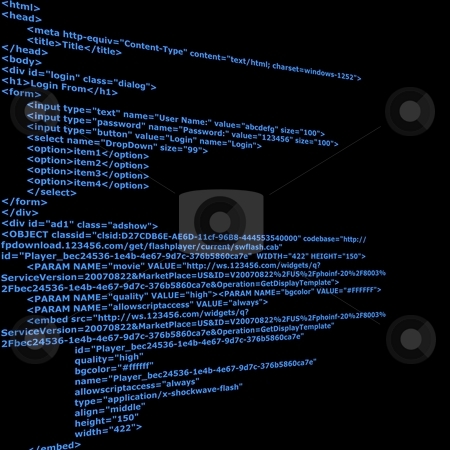 <html>
<head>
<meta http-equiv="Content-Type" content="text/html; charset=windows-1252">
<title>Title</title>
</head>
<body>
<div id="login" class="dialog">
<h1>Login From</h1>
<form>
<input type="text" name="User Name:" value="abcdefg" size="100">
<input type="password" name="Password:" value="123456" size="100">
<input type="button" value="Login" name="Login">
<select name="DropDown" size="99">
<option>item1</option>
<option>item2</option>
<option>item3</option>
<option>item4</option>
</select>
</form>
</div>
<div id="ad1" class="adshow">
<OBJECT classid="clsid:D27CDB6E-AE6D-11cf-96B8-444553540000" codebase="http://
fpdownload.123456.com/get/flashplayer/current/swflash.cab"
id="Player_bec24536-1e4b-4e67-9d7c-376b5860ca7e" WIDTH="422" HEIGHT="150">
<PARAM NAME="movie" VALUE="http://ws.123456.com/widgets/q?
ServiceVersion=20070822&MarketPlace=US&ID=V20070822%2FUS%2Fphoinf-20%2F8003%
2Fbec24536-1e4b-4e67-9d7c-376b5860ca7e&Operation=GetDisplayTemplate">
<PARAM NAME="quality" VALUE="high"><PARAM NAME="bgcolor" VALUE="#FFFFFF">
<PARAM NAME="allowscriptaccess" VALUE="always">
<embed src="http://ws.123456.com/widgets/q?
ServiceVersion=20070822&MarketPlace=US&ID=V20070822%2FUS%2Fphoinf-20%2F8003%
2Fbec24536-1e4b-4e67-9d7c-376b5860ca7e&Operation=GetDisplayTemplate"
id="Player_bec24536-1e4b-4e67-9d7c-376b5860ca7e"
quality="high"
bgcolor="#ffffff"
name="Player_bec24536-1e4b-4e67-9d7c-376b5860ca7e"
allowscriptaccess="always"
type="application/x-shockwave-flash"
align="middle"
height="150"
width="422">
</embed>